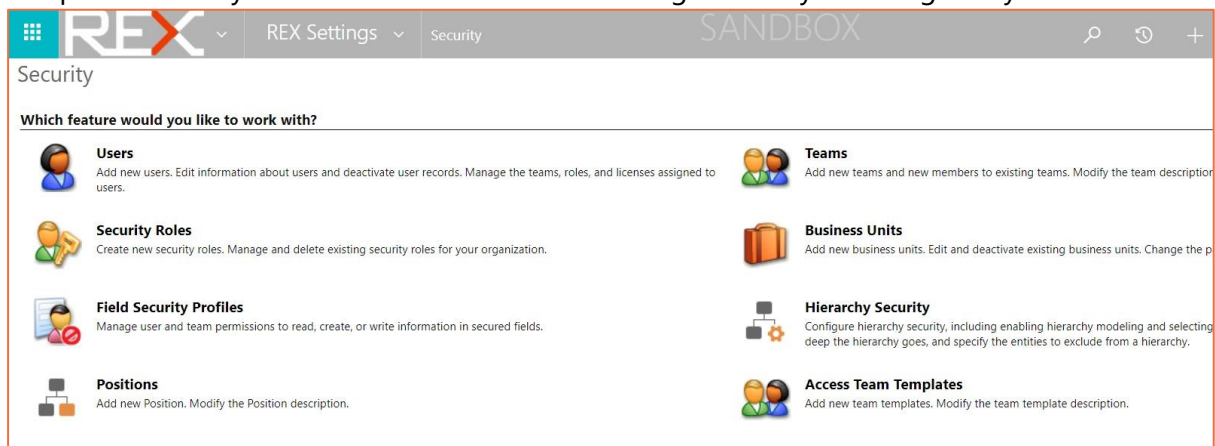 REX REX Settings Security SANDBOX
Security
Which feature would you like to work with?
Users
Add new users. Edit information about users and deactivate user records. Manage the teams, roles, and licenses assigned to
users.
Teams
Add new teams and new members to existing teams. Modify the team description
Security Roles
Create new security roles. Manage and delete existing security roles for your organization.
Business Units
Add new business units. Edit and deactivate existing business units. Change the p
Field Security Profiles
Manage user and team permissions to read, create, or write information in secured fields.
Hierarchy Security
Configure hierarchy security, including enabling hierarchy modeling and selecting
deep the hierarchy goes, and specify the entities to exclude from a hierarchy.
Positions
Add new Position. Modify the Position description.
Access Team Templates
Add new team templates. Modify the team template description.